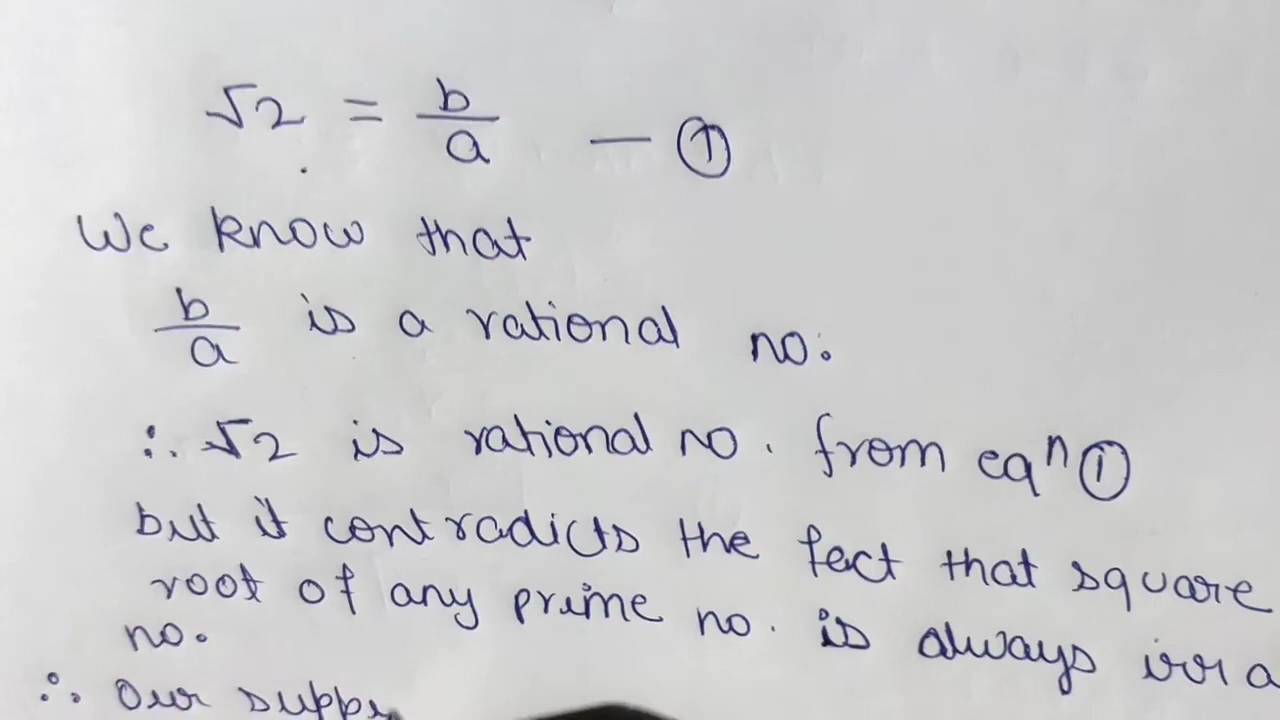 √2 = b/a — ①
We know that
b/a is a rational no.
∴ √2 is rational no. from eqⁿ ①
but it contradicts the fact that square
root of any prime no. is always
no.
∴ Our